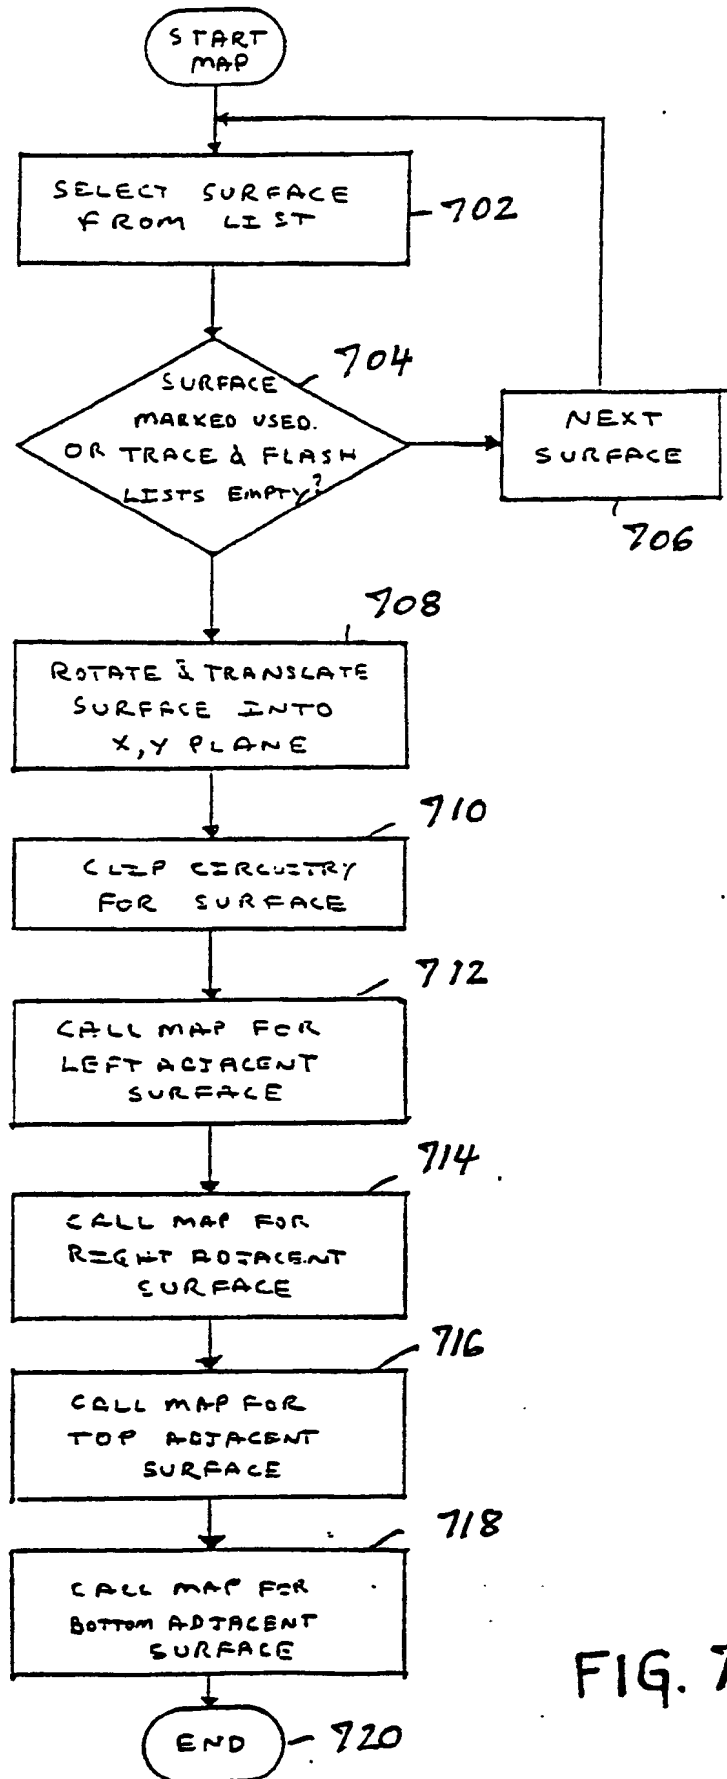 START
MAP
SELECT SURFACE
FROM LIST
702
704
SURFACE
MARKED USED.
OR TRACE & FLASH
LISTS EMPTY?
NEXT
SURFACE
706
708
ROTATE & TRANSLATE
SURFACE INTO
X,Y PLANE
710
CLIP CIRCUITRY
FOR SURFACE
712
CALL MAP FOR
LEFT ADJACENT
SURFACE
714
CALL MAP FOR
RIGHT ADJACENT
SURFACE
716
CALL MAP FOR
TOP ADJACENT
SURFACE
718
CALL MAP FOR
BOTTOM ADJACENT
SURFACE
END
720
FIG. 7